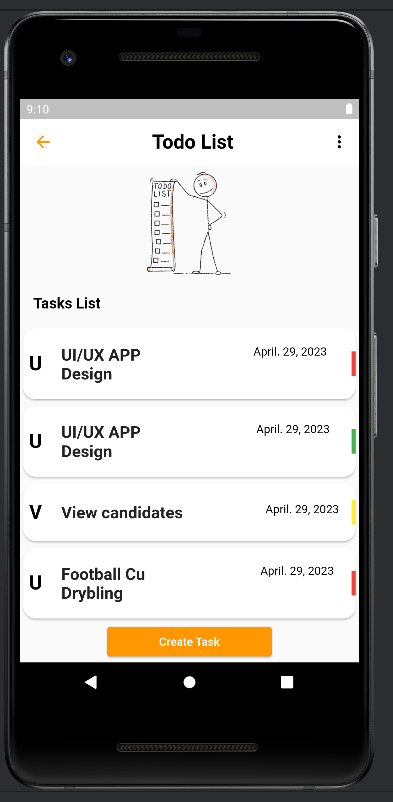 9:10
Todo List
TODO
LIST
Tasks List
U UI/UX APP April. 29, 2023
Design
U UI/UX APP April. 29, 2023
Design
V View candidates April. 29, 2023
U Football Cu April. 29, 2023
Drybling
Create Task